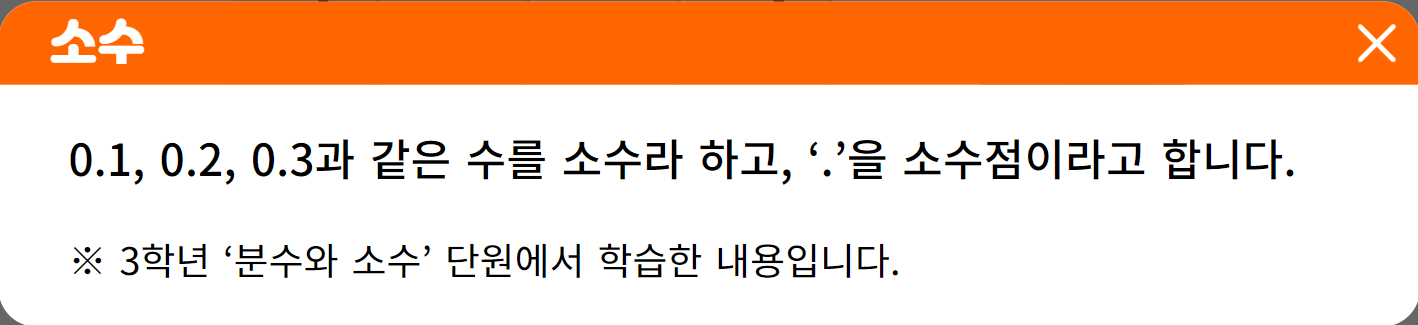 소수
0.1, 0.2, 0.3과 같은 수를 소수라 하고, ‘.’을 소수점이라고 합니다.
※ 3학년 ‘분수와 소수’ 단원에서 학습한 내용입니다.